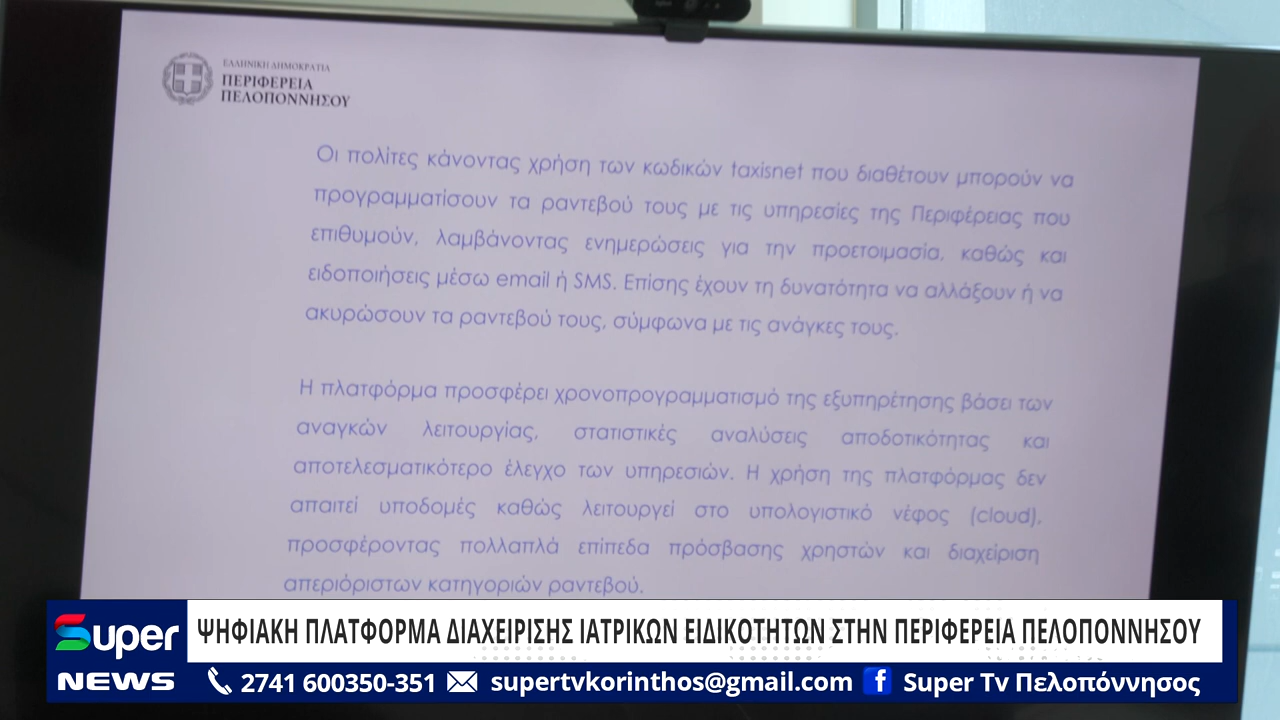 ΕΛΛΗΝΙΚΗ ΔΗΜΟΚΡΑΤΙΑ
ΠΕΡΙΦΕΡΕΙΑ
ΠΕΛΟΠΟΝΝΗΣΟΥ
Οι πολίτες κάνοντας χρήση των κωδικών taxisnet που διαθέτουν μπορούν να
προγραμματίσουν τα ραντεβού τους με τις υπηρεσίες της Περιφέρειας που
επιθυμούν, λαμβάνοντας ενημερώσεις για την προετοιμασία, καθώς και
ειδοποιήσεις μέσω email ή SMS. Επίσης έχουν τη δυνατότητα να αλλάξουν ή να
ακυρώσουν τα ραντεβού τους, σύμφωνα με τις ανάγκες τους.
Η πλατφόρμα προσφέρει χρονοπρογραμματισμό της εξυπηρέτησης βάσει των
αναγκών λειτουργίας, στατιστικές αναλύσεις αποδοτικότητας και
αποτελεσματικότερο έλεγχο των υπηρεσιών. Η χρήση της πλατφόρμας δεν
απαιτεί υποδομές καθώς λειτουργεί στο υπολογιστικό νέφος (cloud),
προσφέροντας πολλαπλά επίπεδα πρόσβασης χρηστών και διαχείριση
απεριόριστων κατηγοριών ραντεβού.
Super
NEWS
ΨΗΦΙΑΚΗ ΠΛΑΤΦΟΡΜΑ ΔΙΑΧΕΙΡΙΣΗΣ ΙΑΤΡΙΚΩΝ ΕΙΔΙΚΟΤΗΤΩΝ ΣΤΗΝ ΠΕΡΙΦΕΡΕΙΑ ΠΕΛΟΠΟΝΝΗΣΟΥ
2741 600350-351 supertvkorinthos@gmail.com f Super Tv Πελοπόννησος